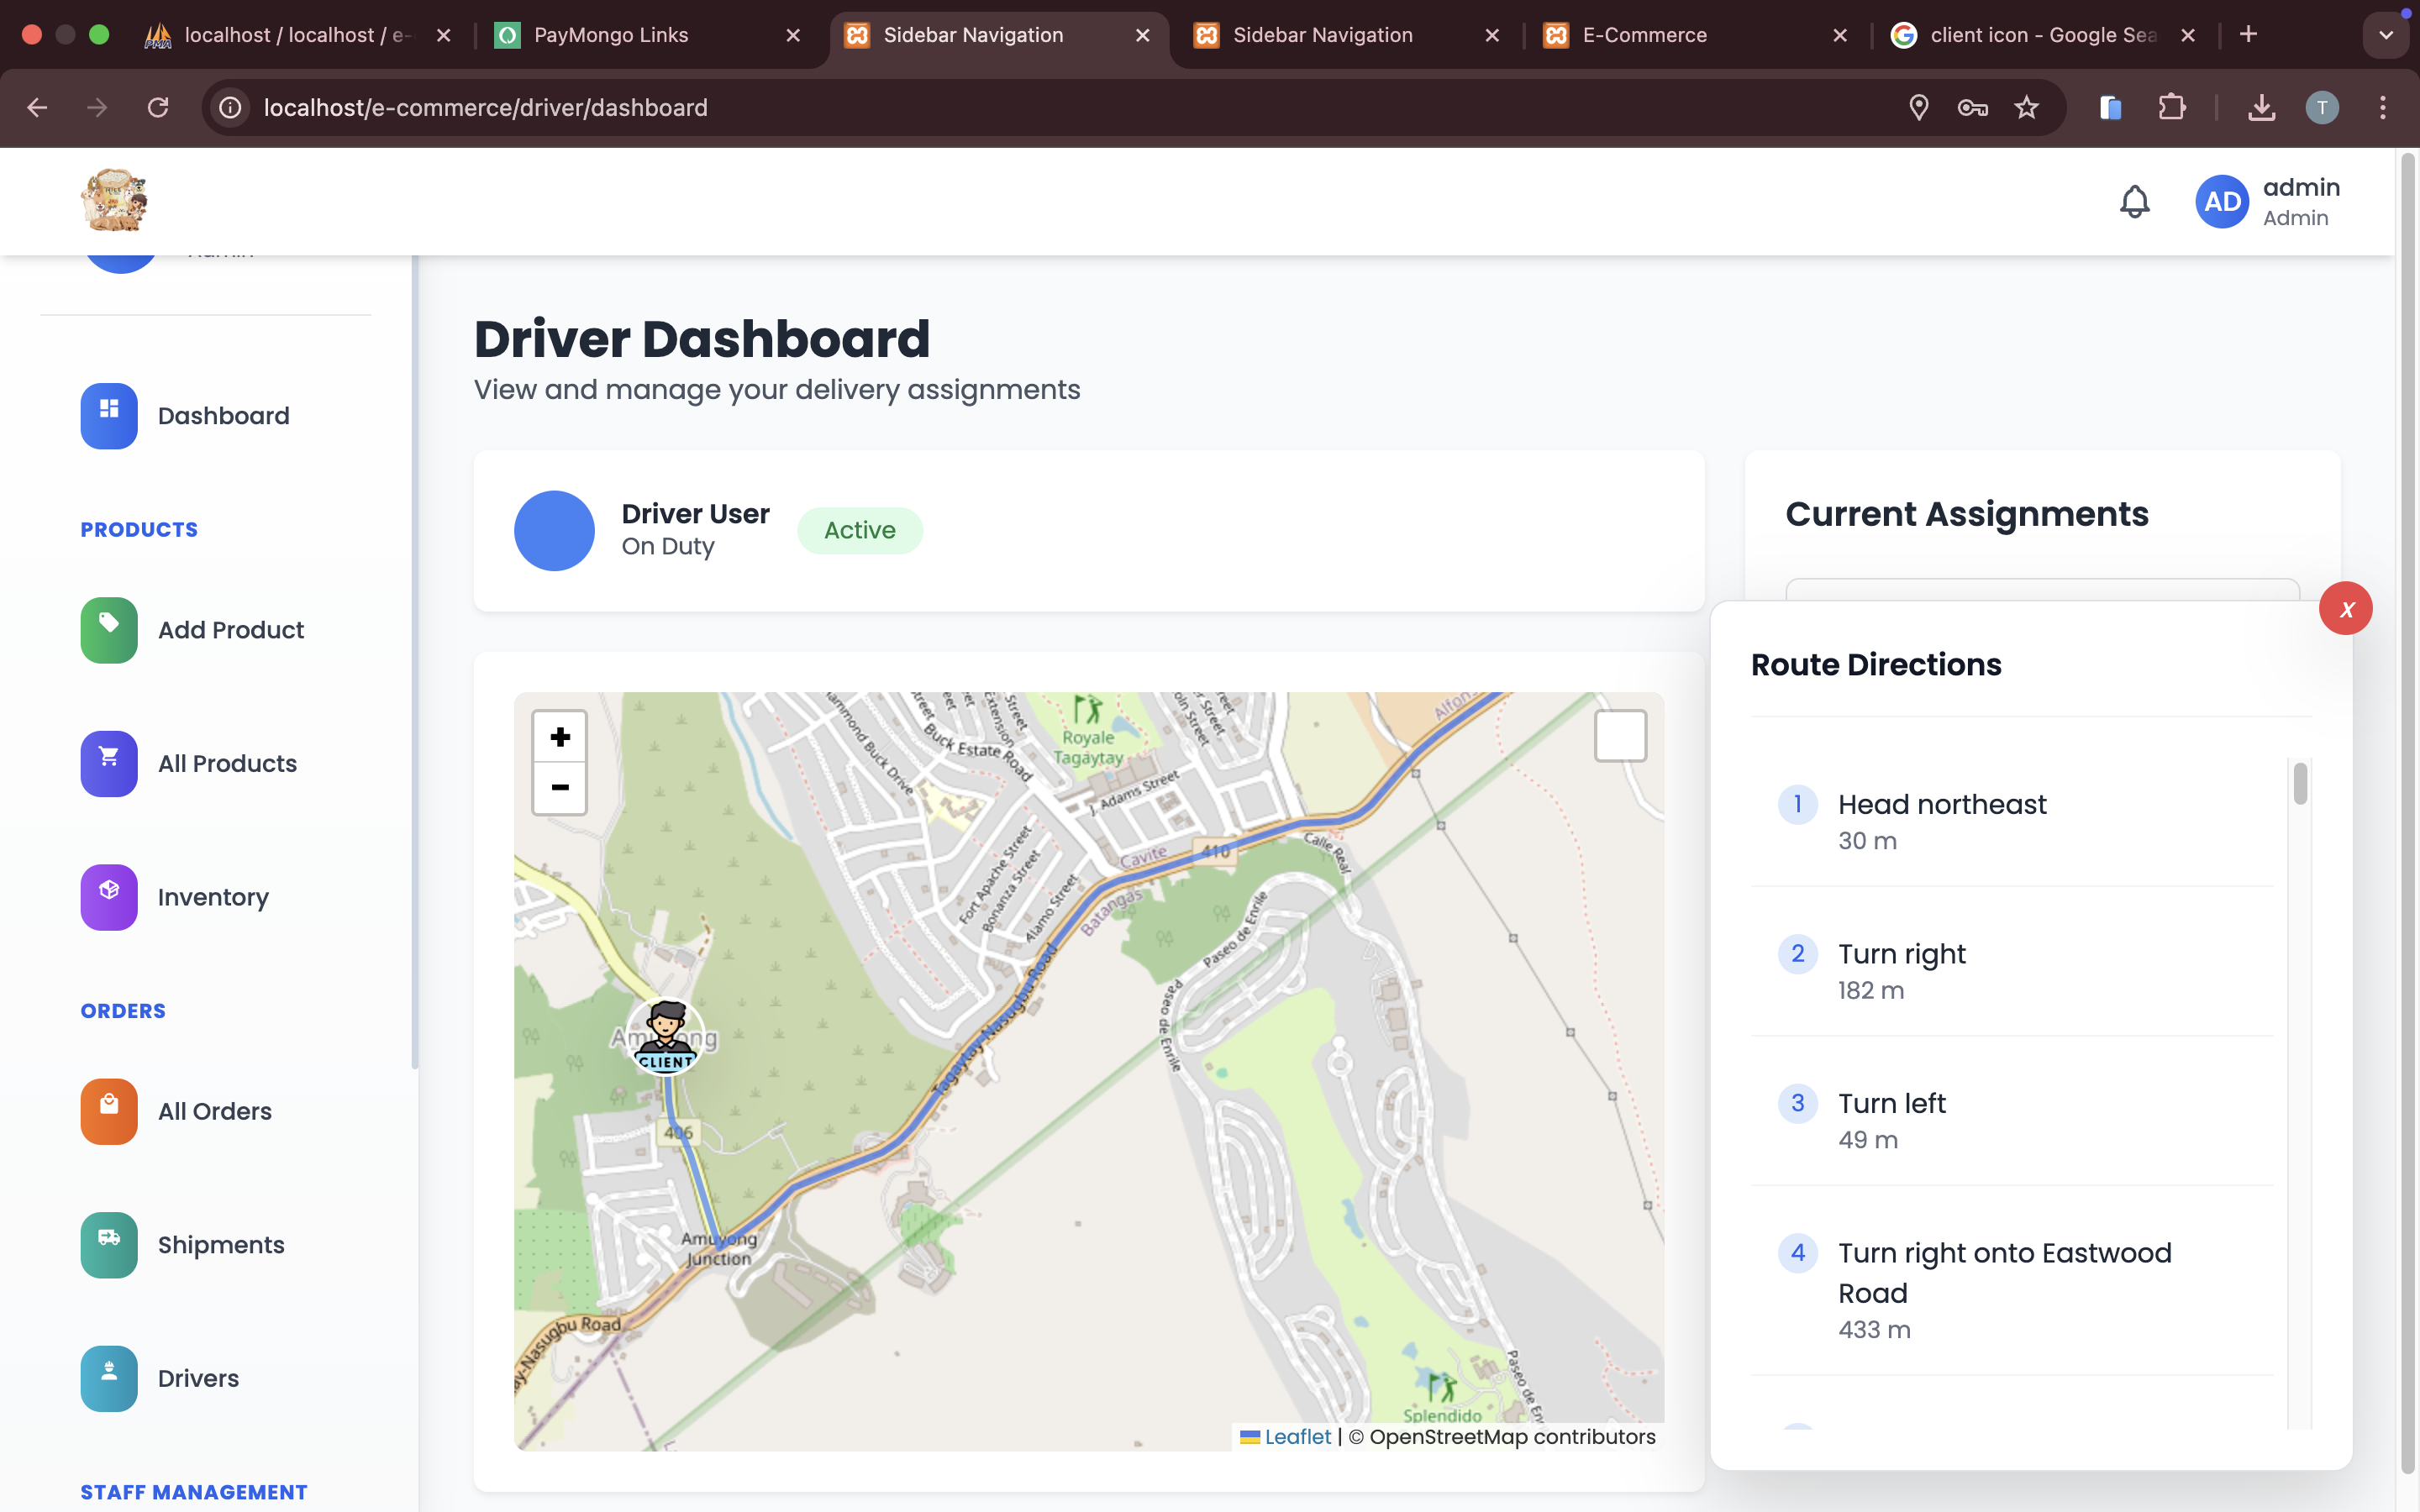 localhost / localhost / e-
PayMongo Links
Sidebar Navigation
Sidebar Navigation
E-Commerce
client icon - Google Sea
localhost/e-commerce/driver/dashboard
T
AD
admin
Admin
Dashboard
PRODUCTS
Add Product
All Products
Inventory
ORDERS
All Orders
Shipments
Drivers
STAFF MANAGEMENT
Driver Dashboard
View and manage your delivery assignments
Driver User
On Duty
Active
+
−
Buck Estate Road
Royale
Tagaytay
J. Adams Street
Fort Apache Street
Bonanza Street
Alamo Street
Cavite
410
Batangas
Calle Real
Paseo de Enrile
Paseo de Enrile
Tagaytay-Nasugbu Road
CLIENT
406
Amuyong
Junction
ay-Nasugbu Road
Splendido
Leaflet | © OpenStreetMap contributors
Current Assignments
x
Route Directions
1
Head northeast
30 m
2
Turn right
182 m
3
Turn left
49 m
4
Turn right onto Eastwood
Road
433 m